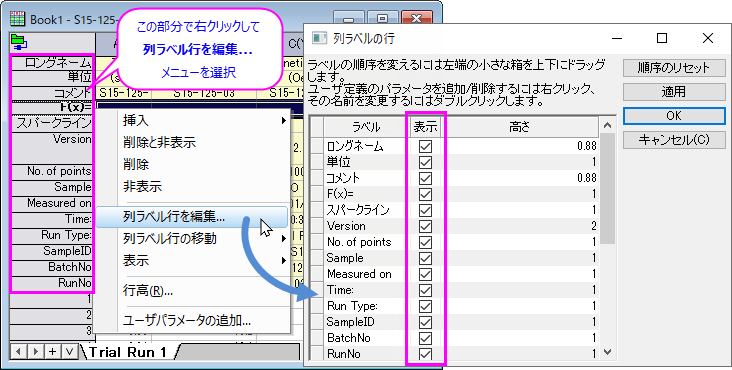 Book1 - S15-125-
この部分で右クリックして
列ラベル行を編集...
メニューを選択
ロングネーム
単位
コメント S15-125-03 S15-125-03 S15-1
F(x)=
スパークライン
Version
No. of points
Sample
Measured on
Time:
Run Type:
SampleID
BatchNo
RunNo
1
2
3
Trial Run 1
挿入
削除と非表示
削除
非表示
列ラベル行を編集...
列ラベル行の移動
表示
行高(R)...
ユーザパラメータの追加...
列ラベルの行
ラベルの順序を変えるには左端の小さな箱を上下にドラッグ
します。
ユーザ定義のパラメータを追加/削除するには右クリック、
その名前を変更するにはダブルクリックします。
順序のリセット
適用
OK
キャンセル(C)
ラベル 表示 高さ
ロングネーム 0.88
単位 1
コメント 0.88
F(x)= 1
スパークライン 1
Version 2
No. of points 1
Sample 1
Measured on 1
Time: 1
Run Type: 1
SampleID 1
BatchNo 1
RunNo 1